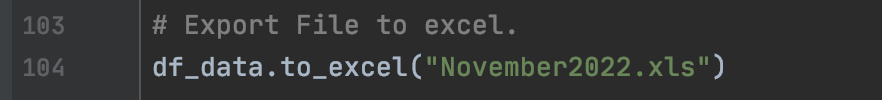 103 # Export File to excel.
104 df_data.to_excel("November2022.xls")